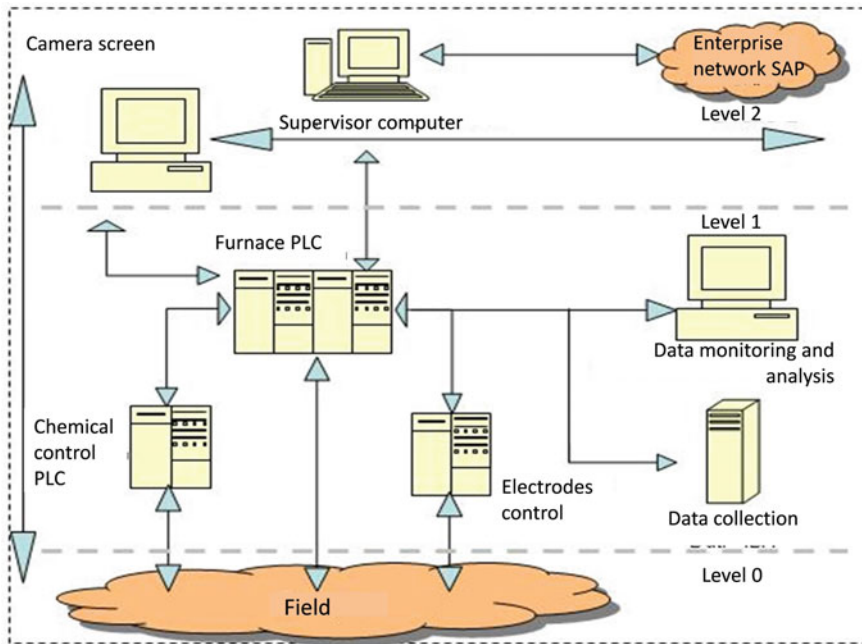 Camera screen
Enterprise
network SAP
Supervisor computer
Level 2
Level 1
Furnace PLC
Data monitoring and
analysis
Chemical
control
PLC
Electrodes
control
Data collection
Level 0
Field